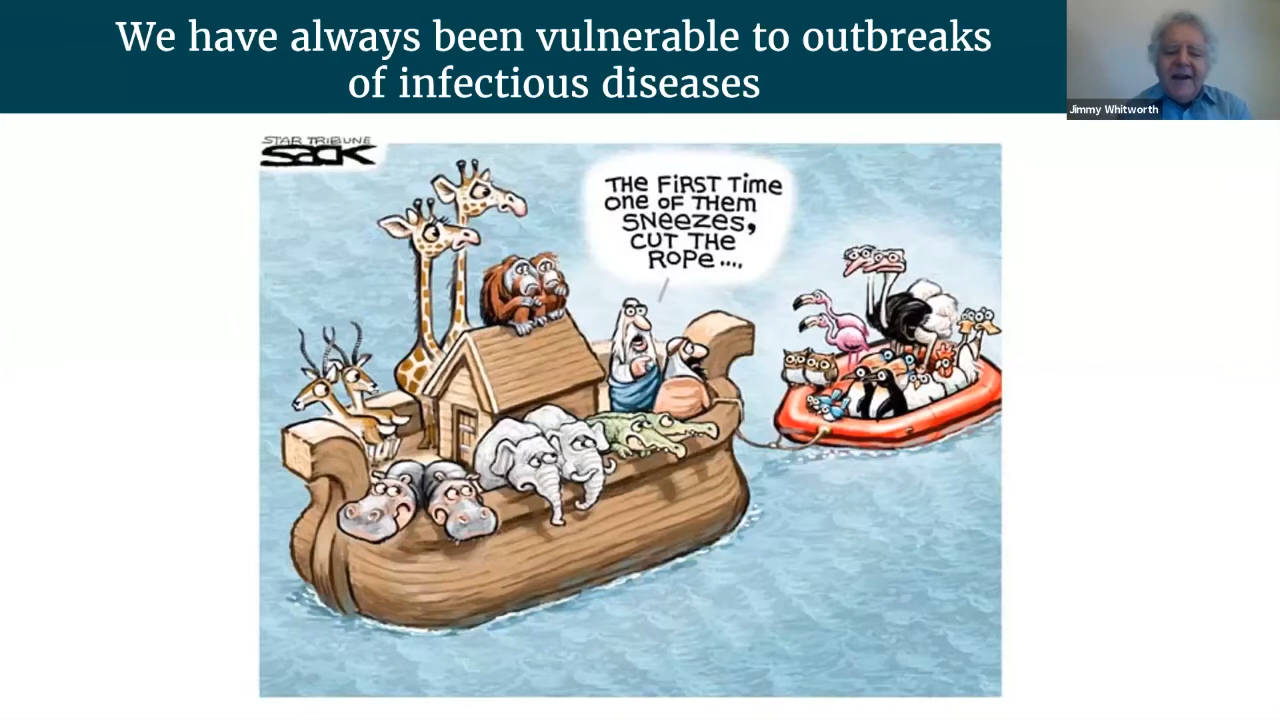 We have always been vulnerable to outbreaks
of infectious diseases
Jimmy Whitworth
STAR TRIBUNE
SACK
THE FIRST TIME
ONE OF THEM
SNEEZES,
CUT THE
ROPE....